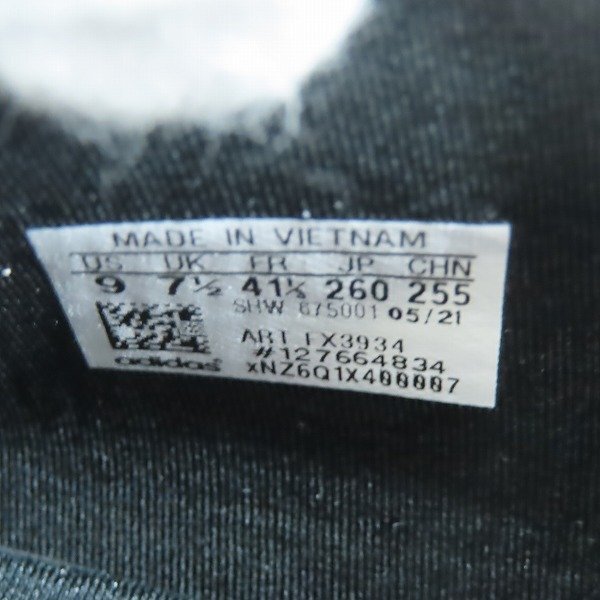 MADE IN VIETNAM
US UK FR JP CHN
9 7½ 41⅓ 260 255
SHW 675001 05/21
ART FX3934
#127664834
adidas xNZ6Q1X400007